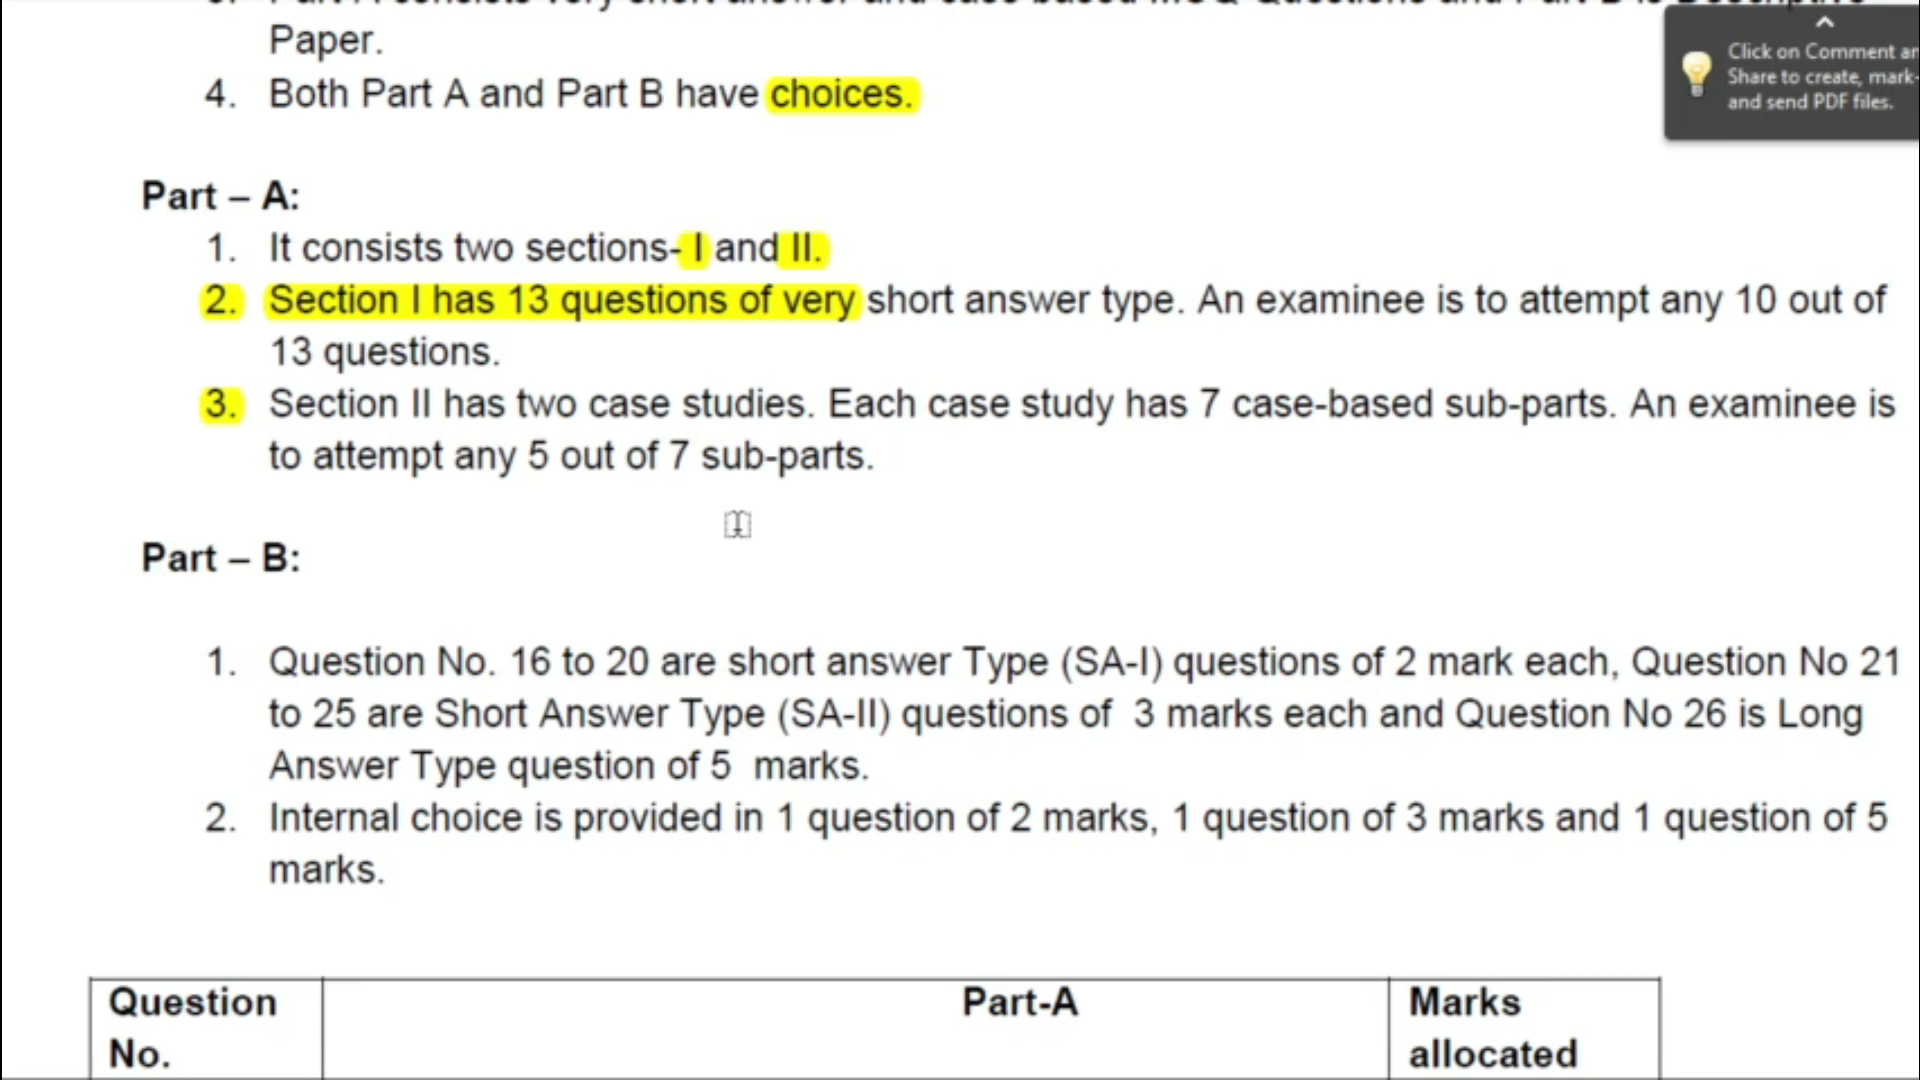 Paper.
4. Both Part A and Part B have choices.
Click on Comment an
Share to create, mark-
and send PDF files.
Part – A:
1. It consists two sections- I and II.
2. Section I has 13 questions of very short answer type. An examinee is to attempt any 10 out of
13 questions.
3. Section II has two case studies. Each case study has 7 case-based sub-parts. An examinee is
to attempt any 5 out of 7 sub-parts.
Part – B:
1. Question No. 16 to 20 are short answer Type (SA-I) questions of 2 mark each, Question No 21
to 25 are Short Answer Type (SA-II) questions of 3 marks each and Question No 26 is Long
Answer Type question of 5 marks.
2. Internal choice is provided in 1 question of 2 marks, 1 question of 3 marks and 1 question of 5
marks.
Question Part-A Marks
No. allocated